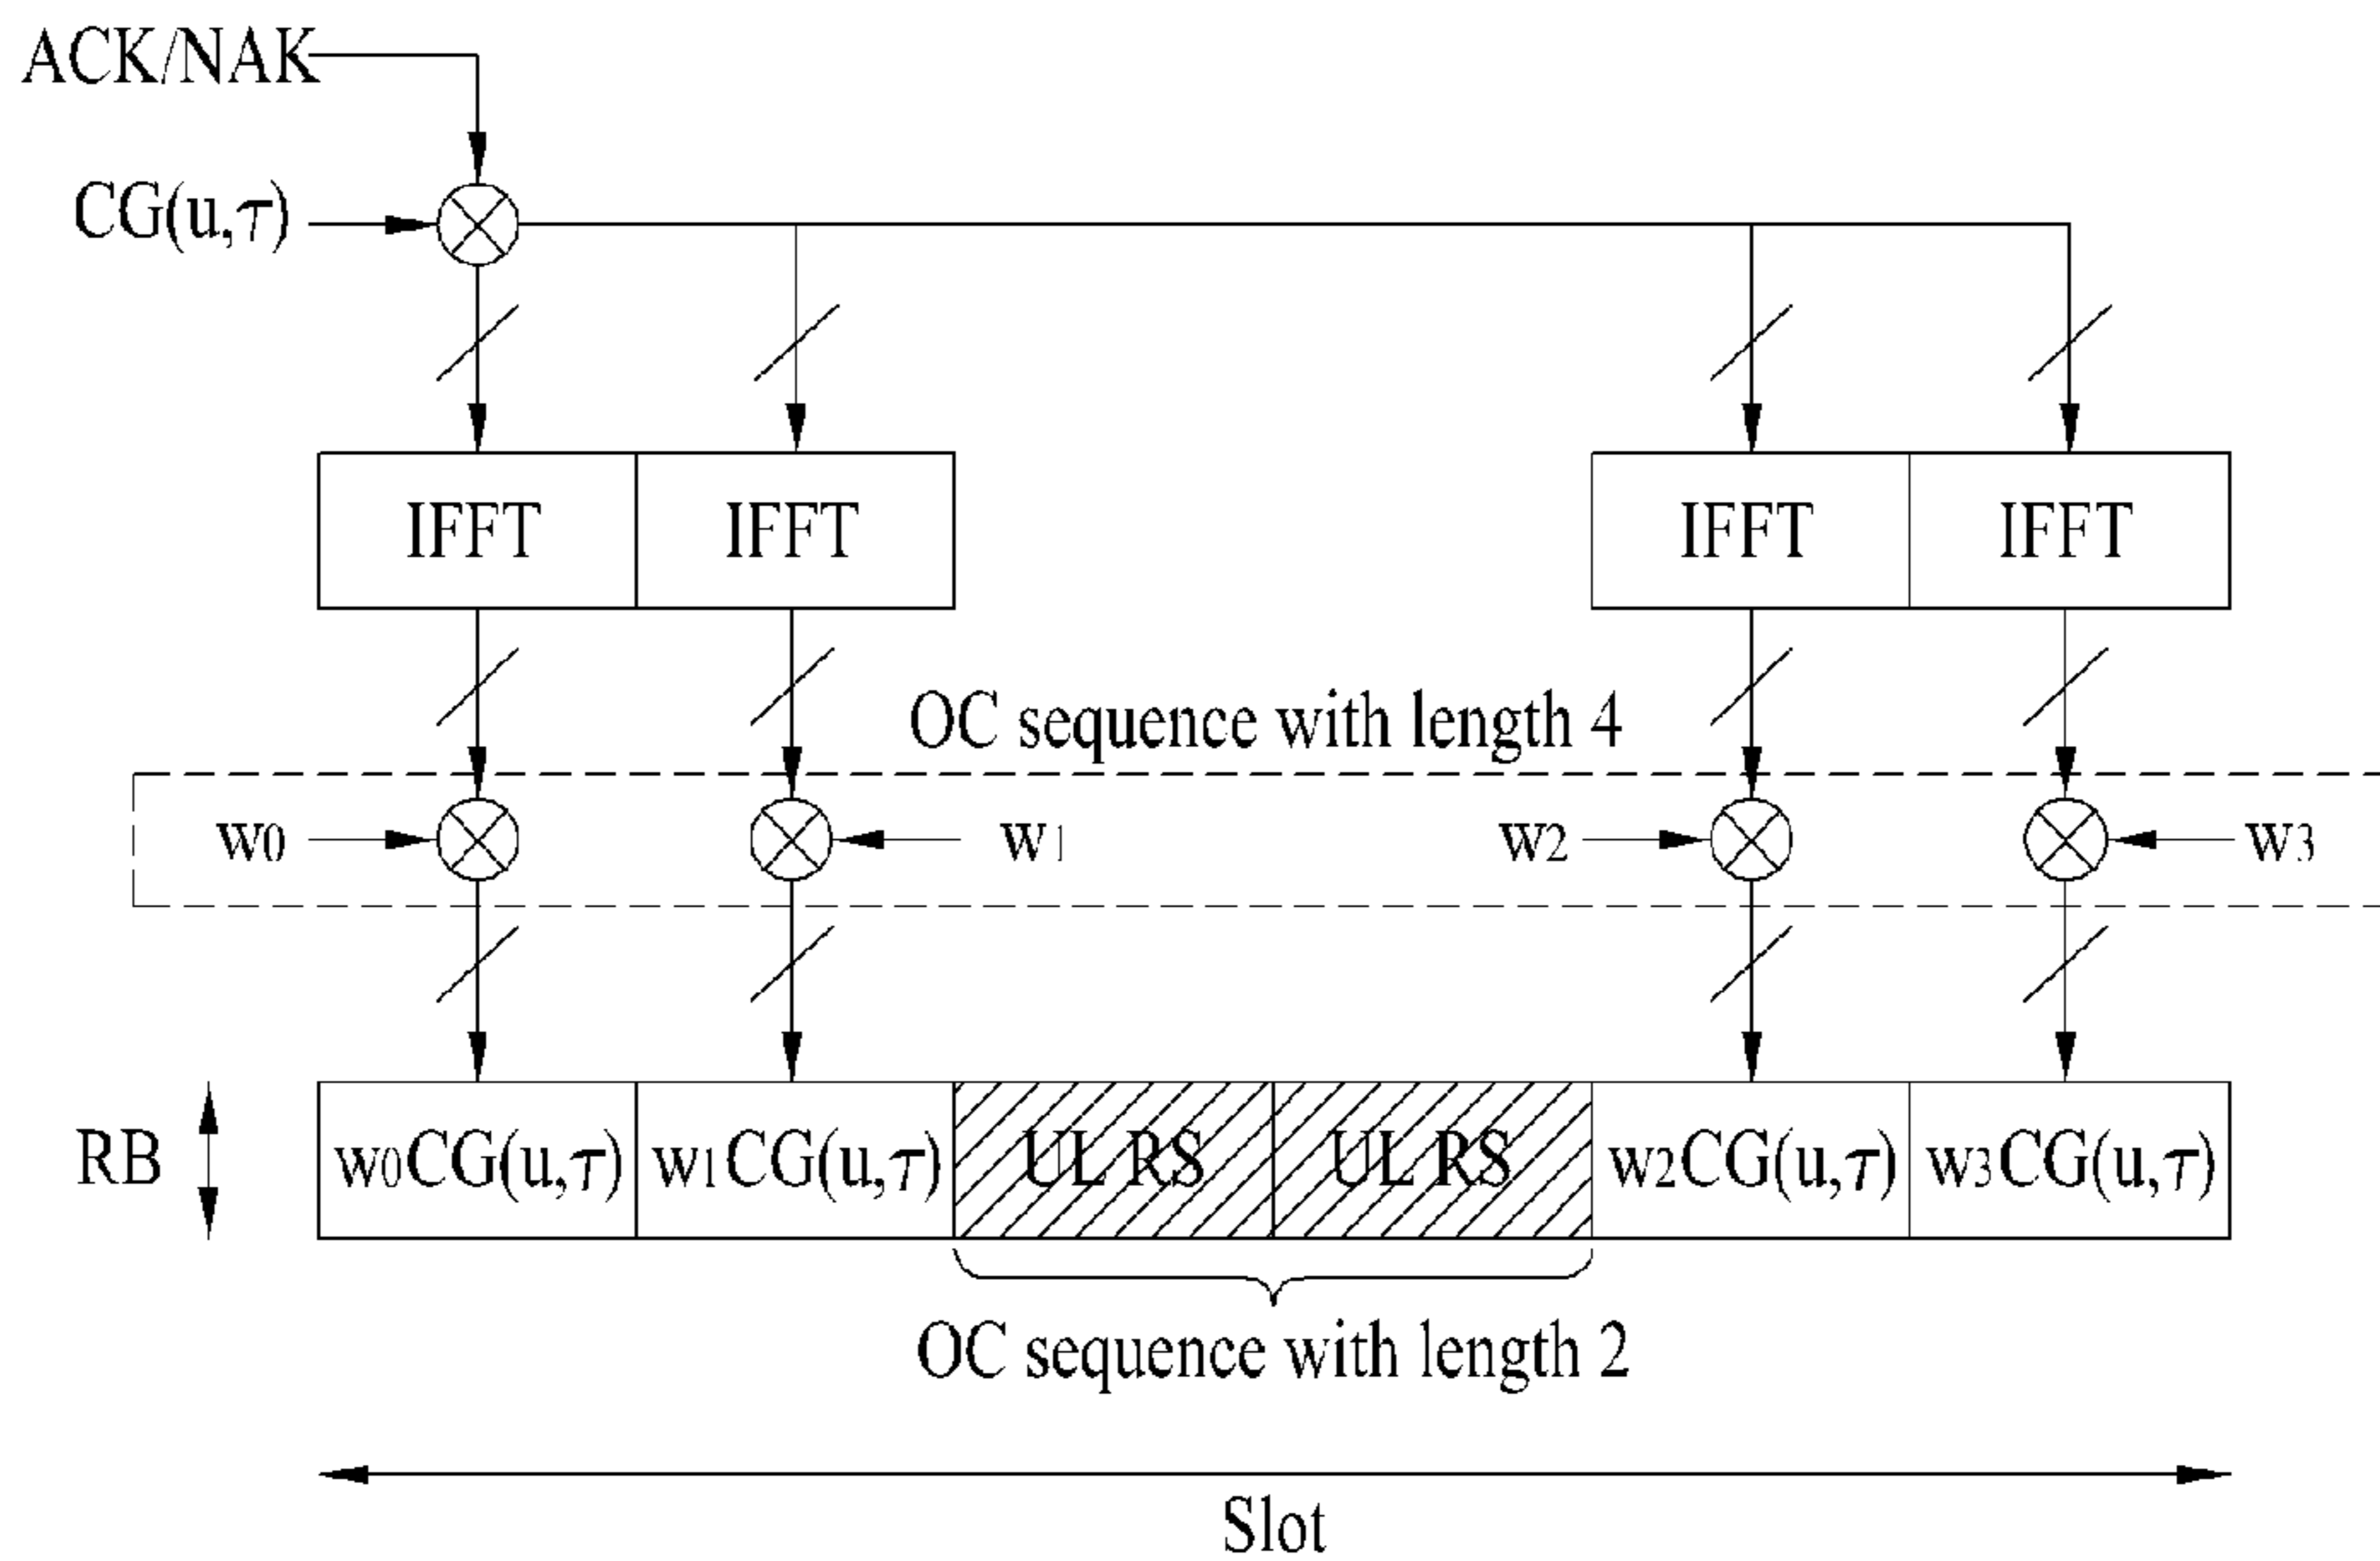 ACK/NAK
CG(u,τ)
IFFT IFFT IFFT IFFT
OC sequence with length 4
w0 w1 w2 w3
RB w0CG(u,τ) w1CG(u,τ) UL RS UL RS w2CG(u,τ) w3CG(u,τ)
OC sequence with length 2
Slot